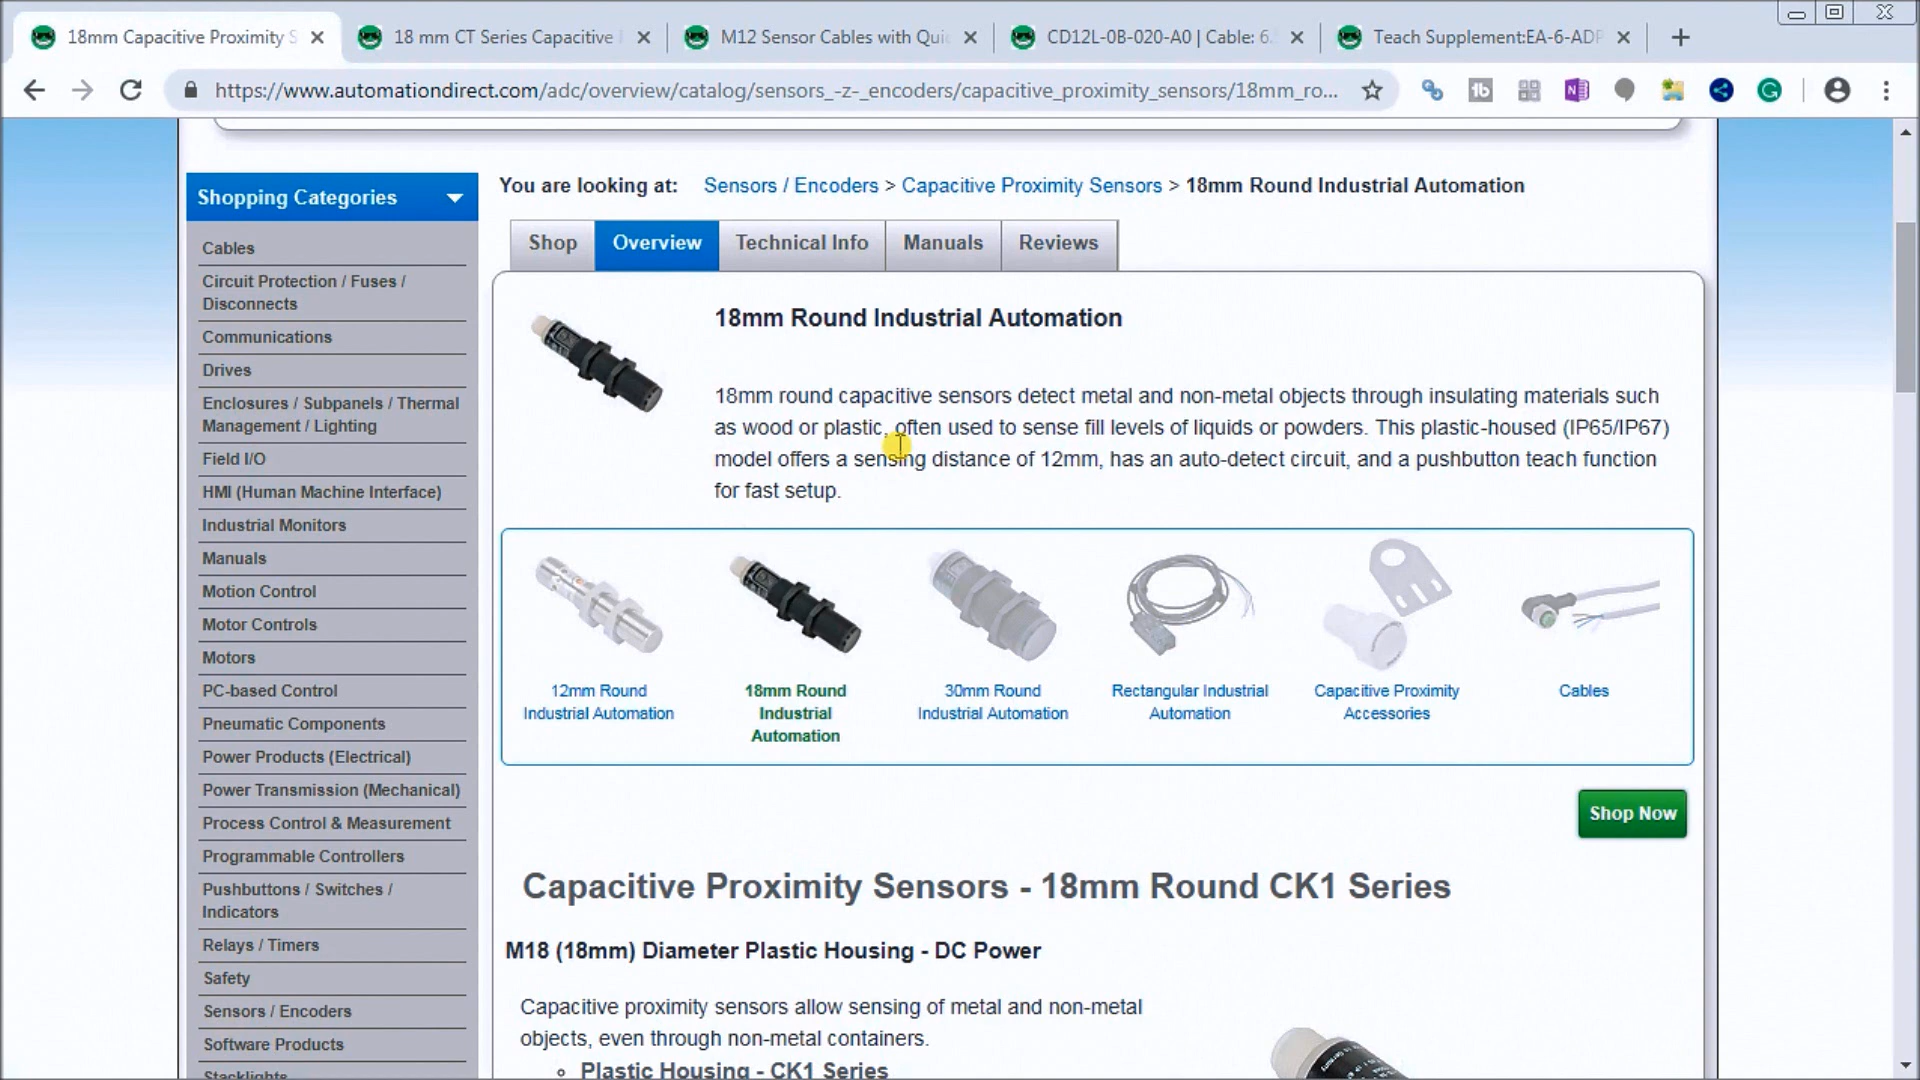 18mm Capacitive Proximity S
18 mm CT Series Capacitive
M12 Sensor Cables with Quic
CD12L-0B-020-A0 | Cable: 6.
Teach Supplement:EA-6-ADP
https://www.automationdirect.com/adc/overview/catalog/sensors_-z-_encoders/capacitive_proximity_sensors/18mm_ro...
Shopping Categories
Cables
Circuit Protection / Fuses /
Disconnects
Communications
Drives
Enclosures / Subpanels / Thermal
Management / Lighting
Field I/O
HMI (Human Machine Interface)
Industrial Monitors
Manuals
Motion Control
Motor Controls
Motors
PC-based Control
Pneumatic Components
Power Products (Electrical)
Power Transmission (Mechanical)
Process Control & Measurement
Programmable Controllers
Pushbuttons / Switches /
Indicators
Relays / Timers
Safety
Sensors / Encoders
Software Products
Stacklights
You are looking at: Sensors / Encoders > Capacitive Proximity Sensors > 18mm Round Industrial Automation
Shop Overview Technical Info Manuals Reviews
18mm Round Industrial Automation
18mm round capacitive sensors detect metal and non-metal objects through insulating materials such
as wood or plastic, often used to sense fill levels of liquids or powders. This plastic-housed (IP65/IP67)
model offers a sensing distance of 12mm, has an auto-detect circuit, and a pushbutton teach function
for fast setup.
12mm Round
Industrial Automation
18mm Round
Industrial
Automation
30mm Round
Industrial Automation
Rectangular Industrial
Automation
Capacitive Proximity
Accessories
Cables
Shop Now
Capacitive Proximity Sensors - 18mm Round CK1 Series
M18 (18mm) Diameter Plastic Housing - DC Power
Capacitive proximity sensors allow sensing of metal and non-metal
objects, even through non-metal containers.
Plastic Housing - CK1 Series